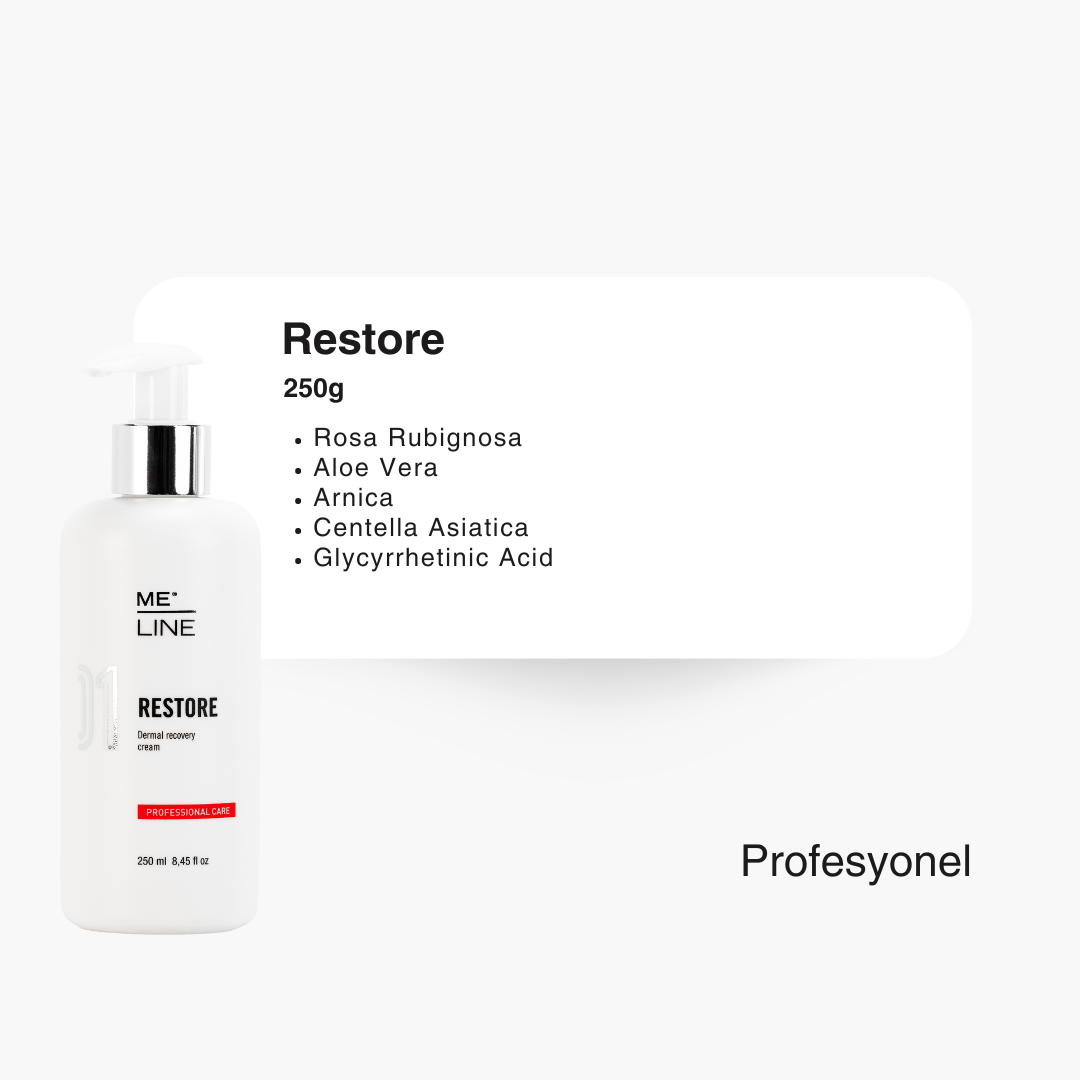 Restore
250g
• Rosa Rubignosa
• Aloe Vera
• Arnica
• Centella Asiatica
• Glycyrrhetinic Acid
ME®
LINE
01
RESTORE
Dermal recovery
cream
PROFESSIONAL CARE
250 ml 8,45 fl oz
Profesyonel